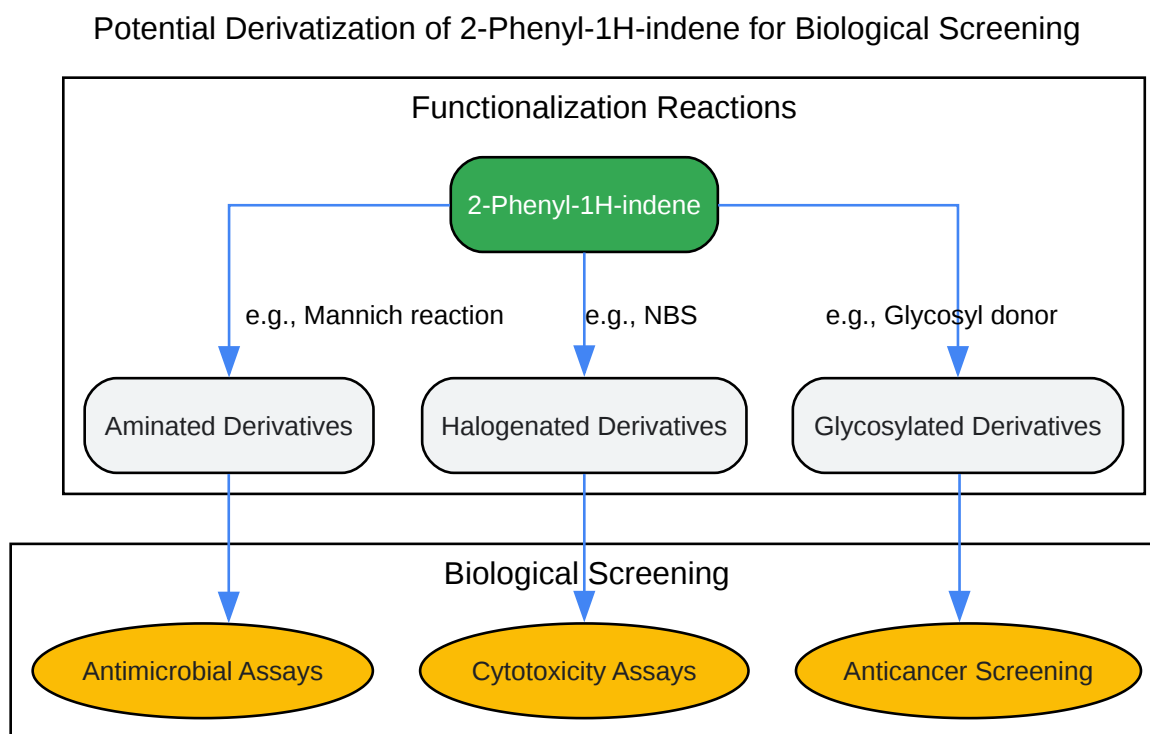 Potential Derivatization of 2-Phenyl-1H-indene for Biological Screening
Functionalization Reactions
2-Phenyl-1H-indene
e.g., Mannich reaction
e.g., NBS
e.g., Glycosyl donor
Aminated Derivatives
Halogenated Derivatives
Glycosylated Derivatives
Biological Screening
Antimicrobial Assays
Cytotoxicity Assays
Anticancer Screening